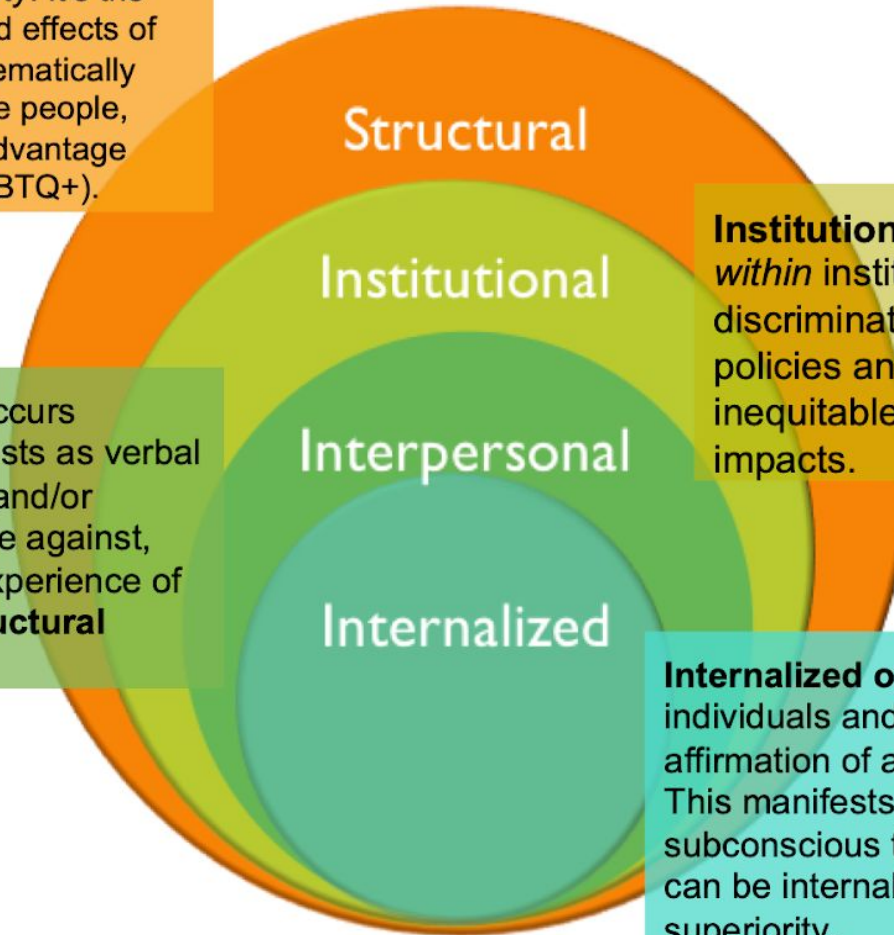 d effects of
ematically
e people,
dvantage
BTQ+).
Structural
Institutional
Institution
within instit
discriminat
policies an
inequitable
impacts.
ccurs
sts as verbal
and/or
e against,
xperience of
uctural
Interpersonal
Internalized
Internalized o
individuals and
affirmation of a
This manifests
subconscious
can be internal
superiority